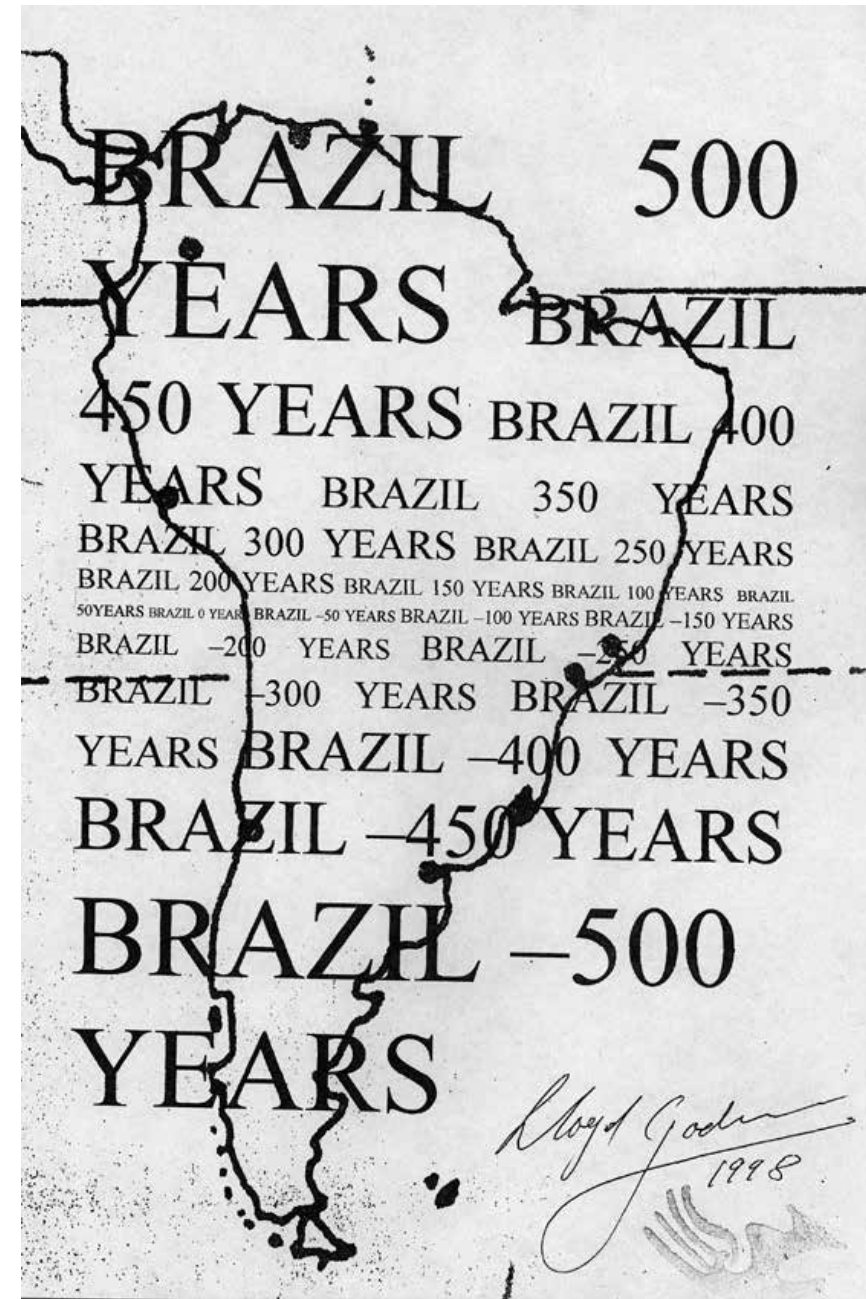 BRAZIL 500
YEARS BRAZIL
450 YEARS BRAZIL 400
YEARS BRAZIL 350 YEARS
BRAZIL 300 YEARS BRAZIL 250 YEARS
BRAZIL 200 YEARS BRAZIL 150 YEARS BRAZIL 100 YEARS BRAZIL
50YEARS BRAZIL 0 YEARS BRAZIL –50 YEARS BRAZIL –100 YEARS BRAZIL –150 YEARS
BRAZIL –200 YEARS BRAZIL –250 YEARS
BRAZIL –300 YEARS BRAZIL –350
YEARS BRAZIL –400 YEARS
BRAZIL –450 YEARS
BRAZIL –500
YEARS
Lloyd
1998